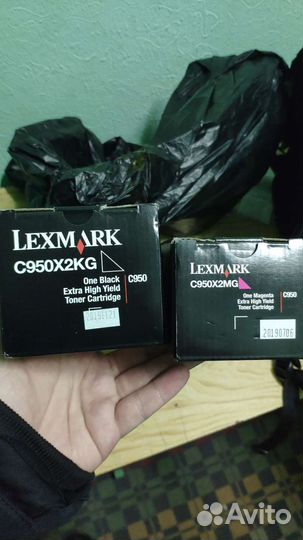 LEXMARK
C950X2KG
One Black
Extra High Yield
Toner Cartridge
C950
20191121
LEXMARK
C950X2MG
One Magenta
Extra High Yield
Toner Cartridge
C950
20190706
Avito